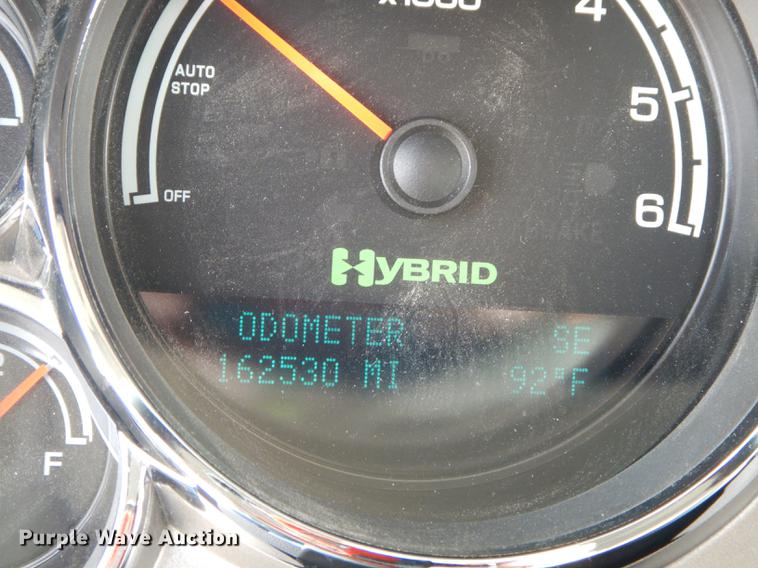 x1000
4
AUTO
STOP
5
OFF
6
HYBRID
ODOMETER SE
162530 MI 92°F
F
Purple Wave Auction